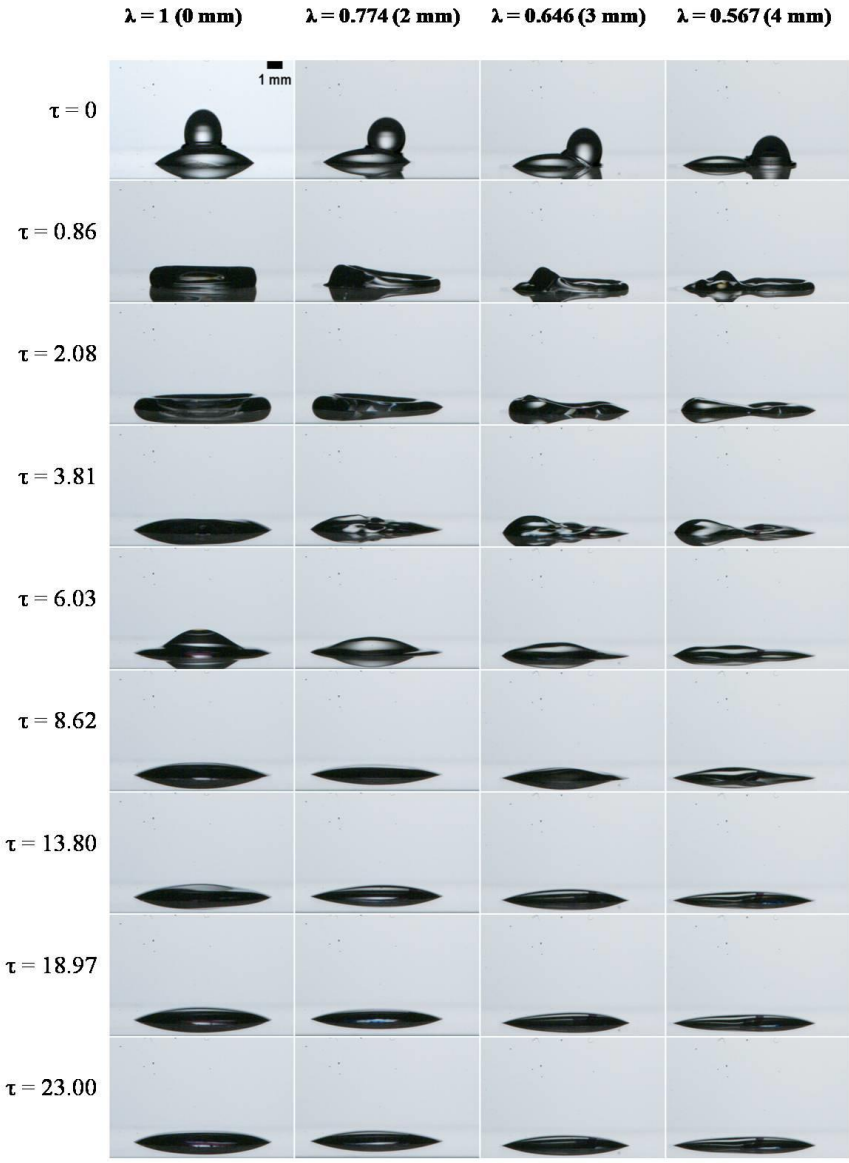 λ = 1 (0 mm) λ = 0.774 (2 mm) λ = 0.646 (3 mm) λ = 0.567 (4 mm)
1 mm
τ = 0
τ = 0.86
τ = 2.08
τ = 3.81
τ = 6.03
τ = 8.62
τ = 13.80
τ = 18.97
τ = 23.00